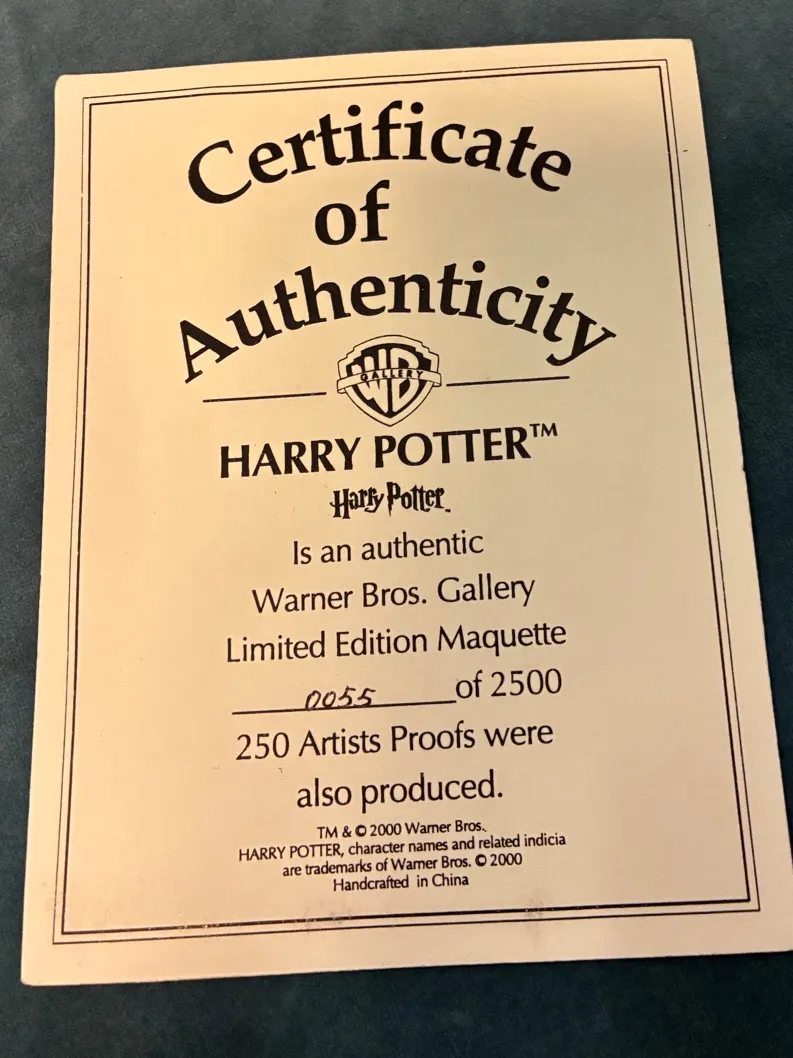 Certificate
of
Authenticity
WB
GALLERY
HARRY POTTER™
Harry Potter™
Is an authentic
Warner Bros. Gallery
Limited Edition Maquette
0055 of 2500
250 Artists Proofs were
also produced.
TM & © 2000 Warner Bros.
HARRY POTTER, character names and related indicia
are trademarks of Warner Bros. © 2000
Handcrafted in China